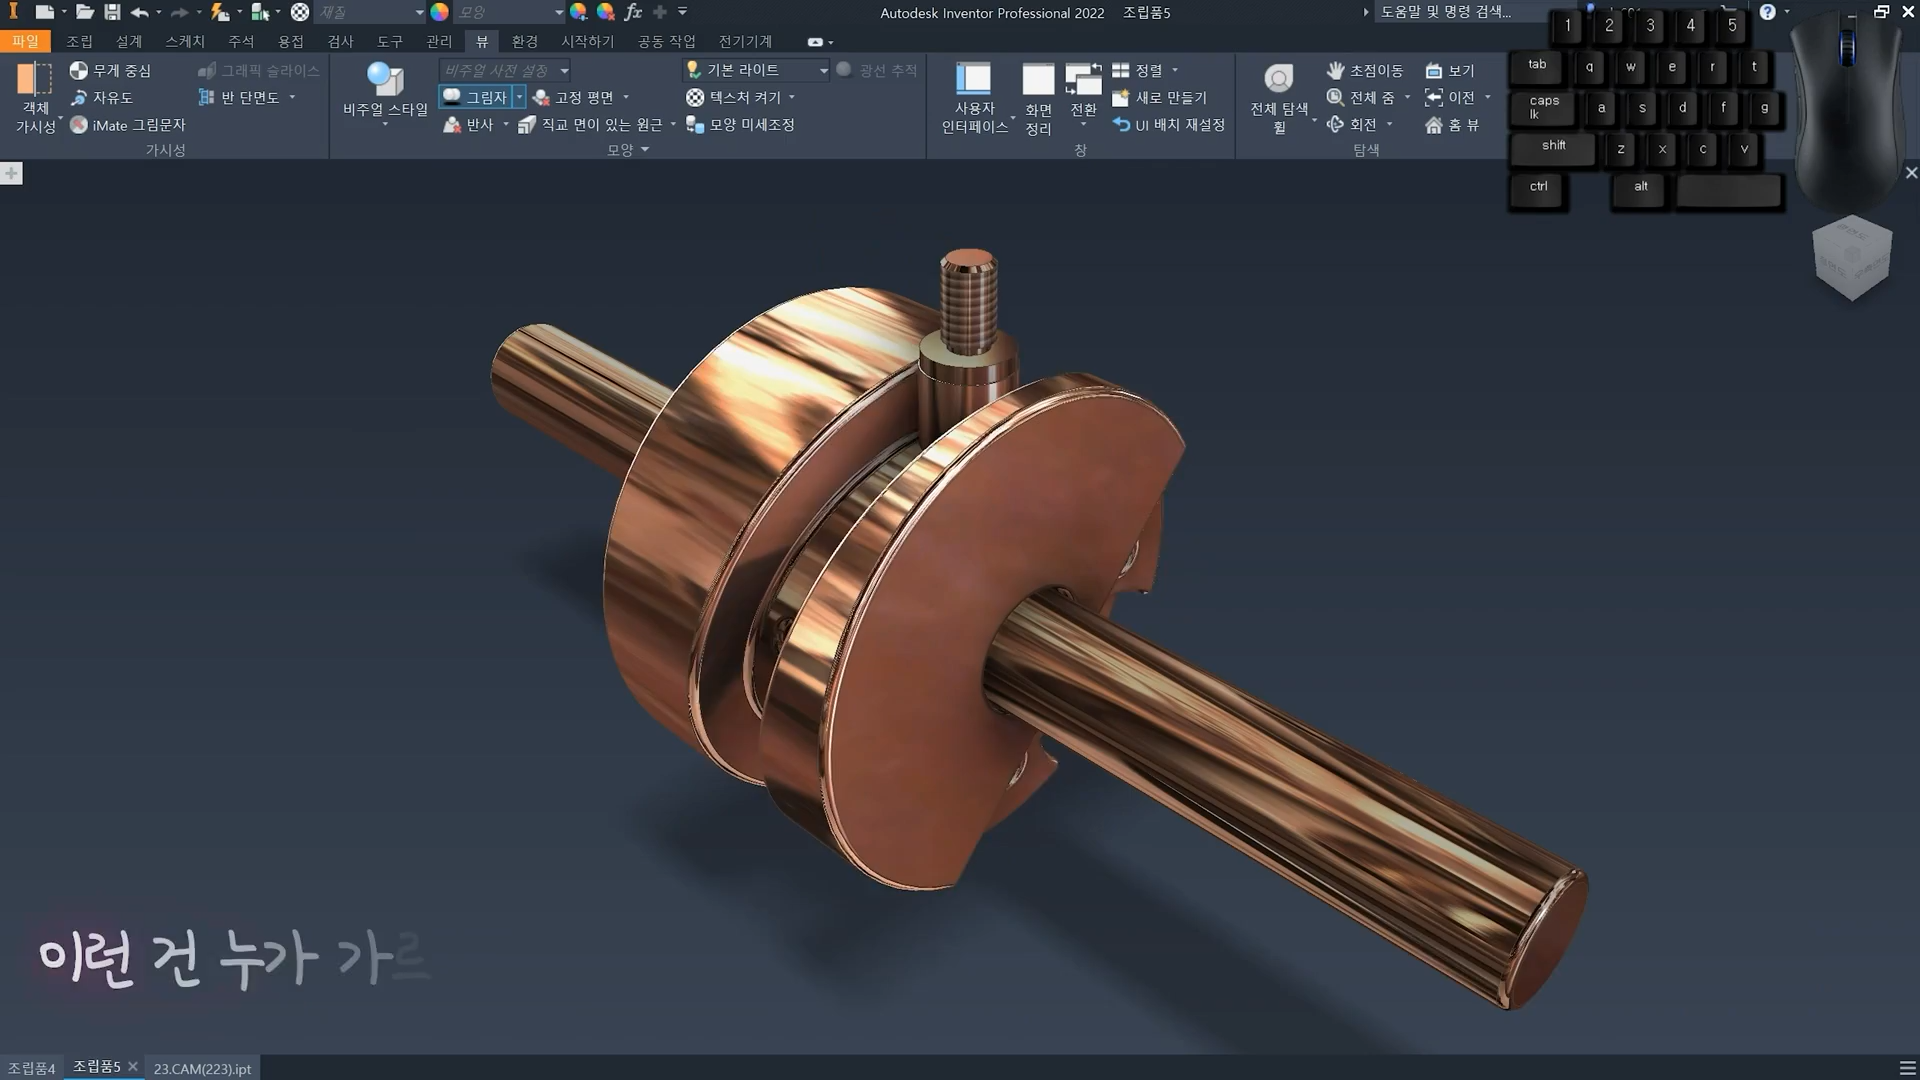 재질
모양
fx
Autodesk Inventor Professional 2022 조립품5
도움말 및 명령 검색...
파일 조립 설계 스케치 주석 용접 검사 도구 관리 뷰 환경 시작하기 공동 작업 전기기계
객체
가시성
무게 중심
자유도
iMate 그림문자
그래픽 슬라이스
반 단면도
가시성
비주얼 스타일
비주얼 사전 설정
그림자
고정 평면
반사
직교 면이 있는 원근
기본 라이트
광선 추적
텍스처 켜기
모양 미세조정
모양
사용자
인터페이스
화면
정리
전환
정렬
새로 만들기
UI 배치 재설정
창
전체 탐색
휠
초점이동
전체 줌
회전
보기
이전
홈 뷰
탐색
1 2 3 4 5
tab q w e r t
caps
lk
a s d f g
shift z x c v
ctrl alt
이런 건 누가 가르
조립품4 조립품5 23.CAM(223).ipt